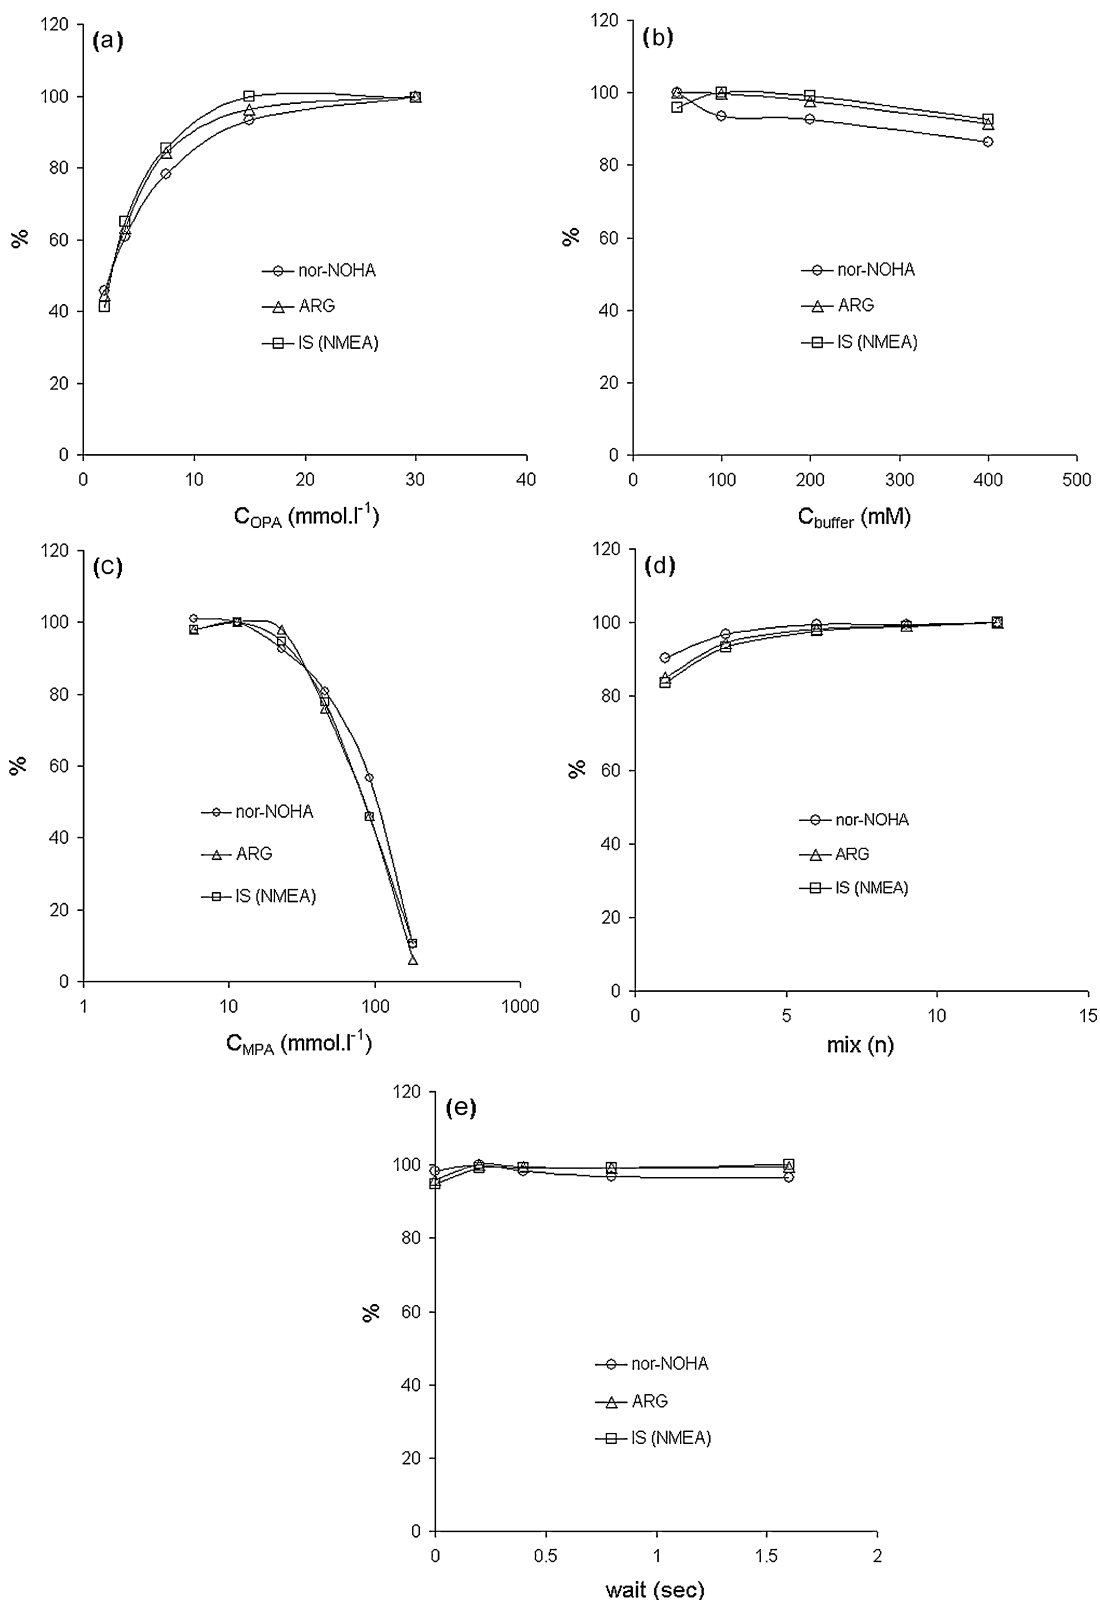 (a)
120
100
80
60
40
20
0
%
nor-NOHA
ARG
IS (NMEA)
0 10 20 30 40
C_OPA (mmol.l⁻¹)
(b)
120
100
80
60
40
20
0
%
nor-NOHA
ARG
IS (NMEA)
0 100 200 300 400 500
C_buffer (mM)
(c)
120
100
80
60
40
20
0
%
nor-NOHA
ARG
IS (NMEA)
1 10 100 1000
C_MPA (mmol.l⁻¹)
(d)
120
100
80
60
40
20
0
%
nor-NOHA
ARG
IS (NMEA)
0 5 10 15
mix (n)
(e)
120
100
80
60
40
20
0
%
nor-NOHA
ARG
IS (NMEA)
0 0.5 1 1.5 2
wait (sec)